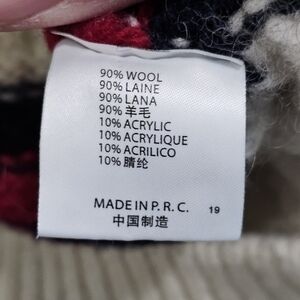 90% WOOL
90% LAINE
90% LANA
90% 羊毛
10% ACRYLIC
10% ACRYLIQUE
10% ACRILICO
10% 腈纶
MADE IN P. R. C. 19
中国制造